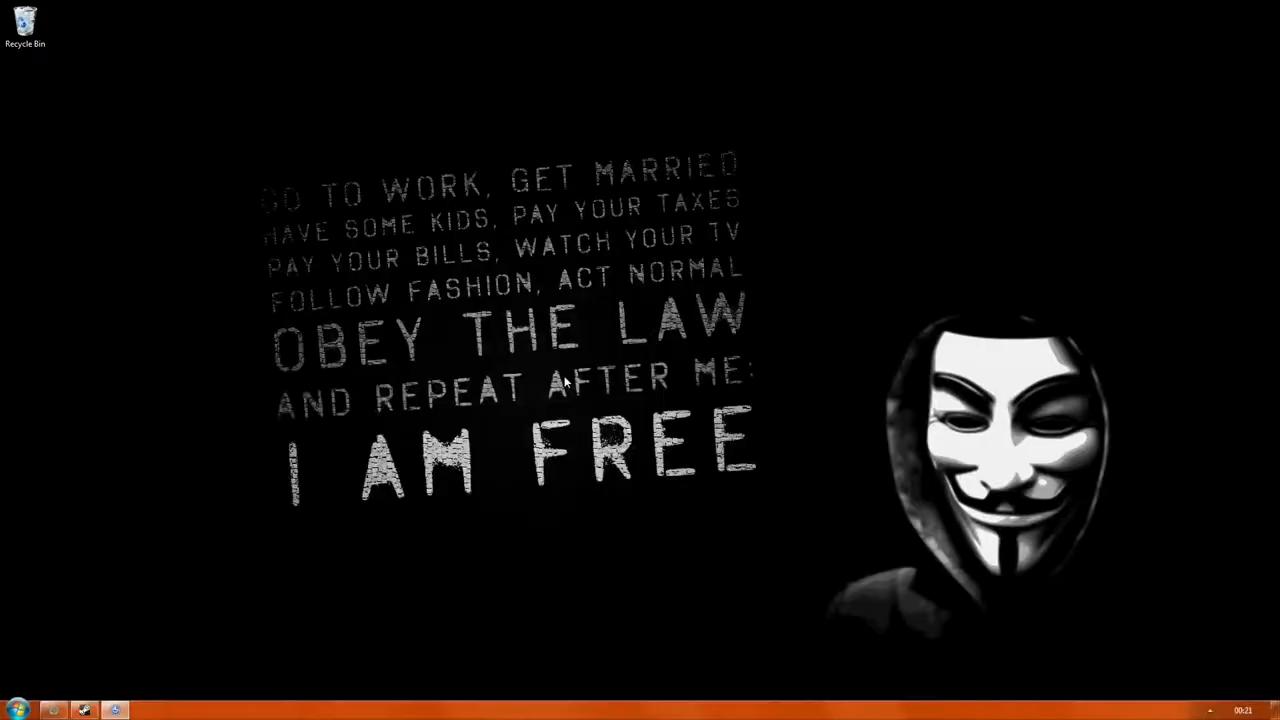 Recycle Bin
GO TO WORK, GET MARRIED
HAVE SOME KIDS, PAY YOUR TAXES
PAY YOUR BILLS, WATCH YOUR TV
FOLLOW FASHION, ACT NORMAL
OBEY THE LAW
AND REPEAT AFTER ME:
I AM FREE
00:21